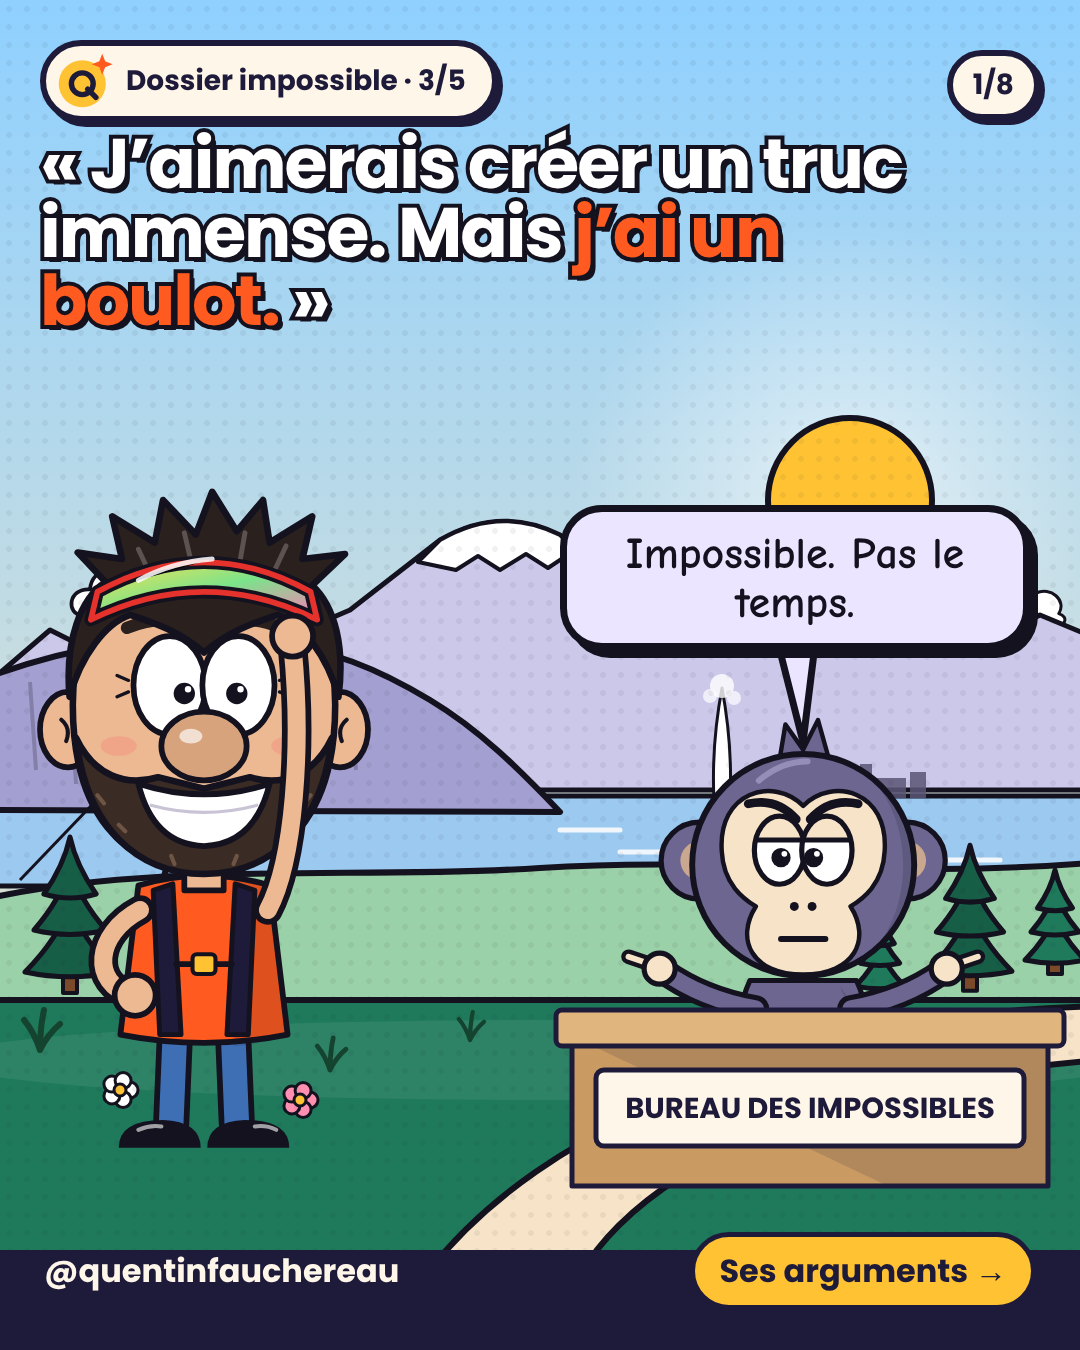 Q Dossier impossible · 3/5
1/8
« J’aimerais créer un truc
immense. Mais j’ai un
boulot. »
Impossible. Pas le
temps.
BUREAU DES IMPOSSIBLES
@quentinfauchereau
Ses arguments →